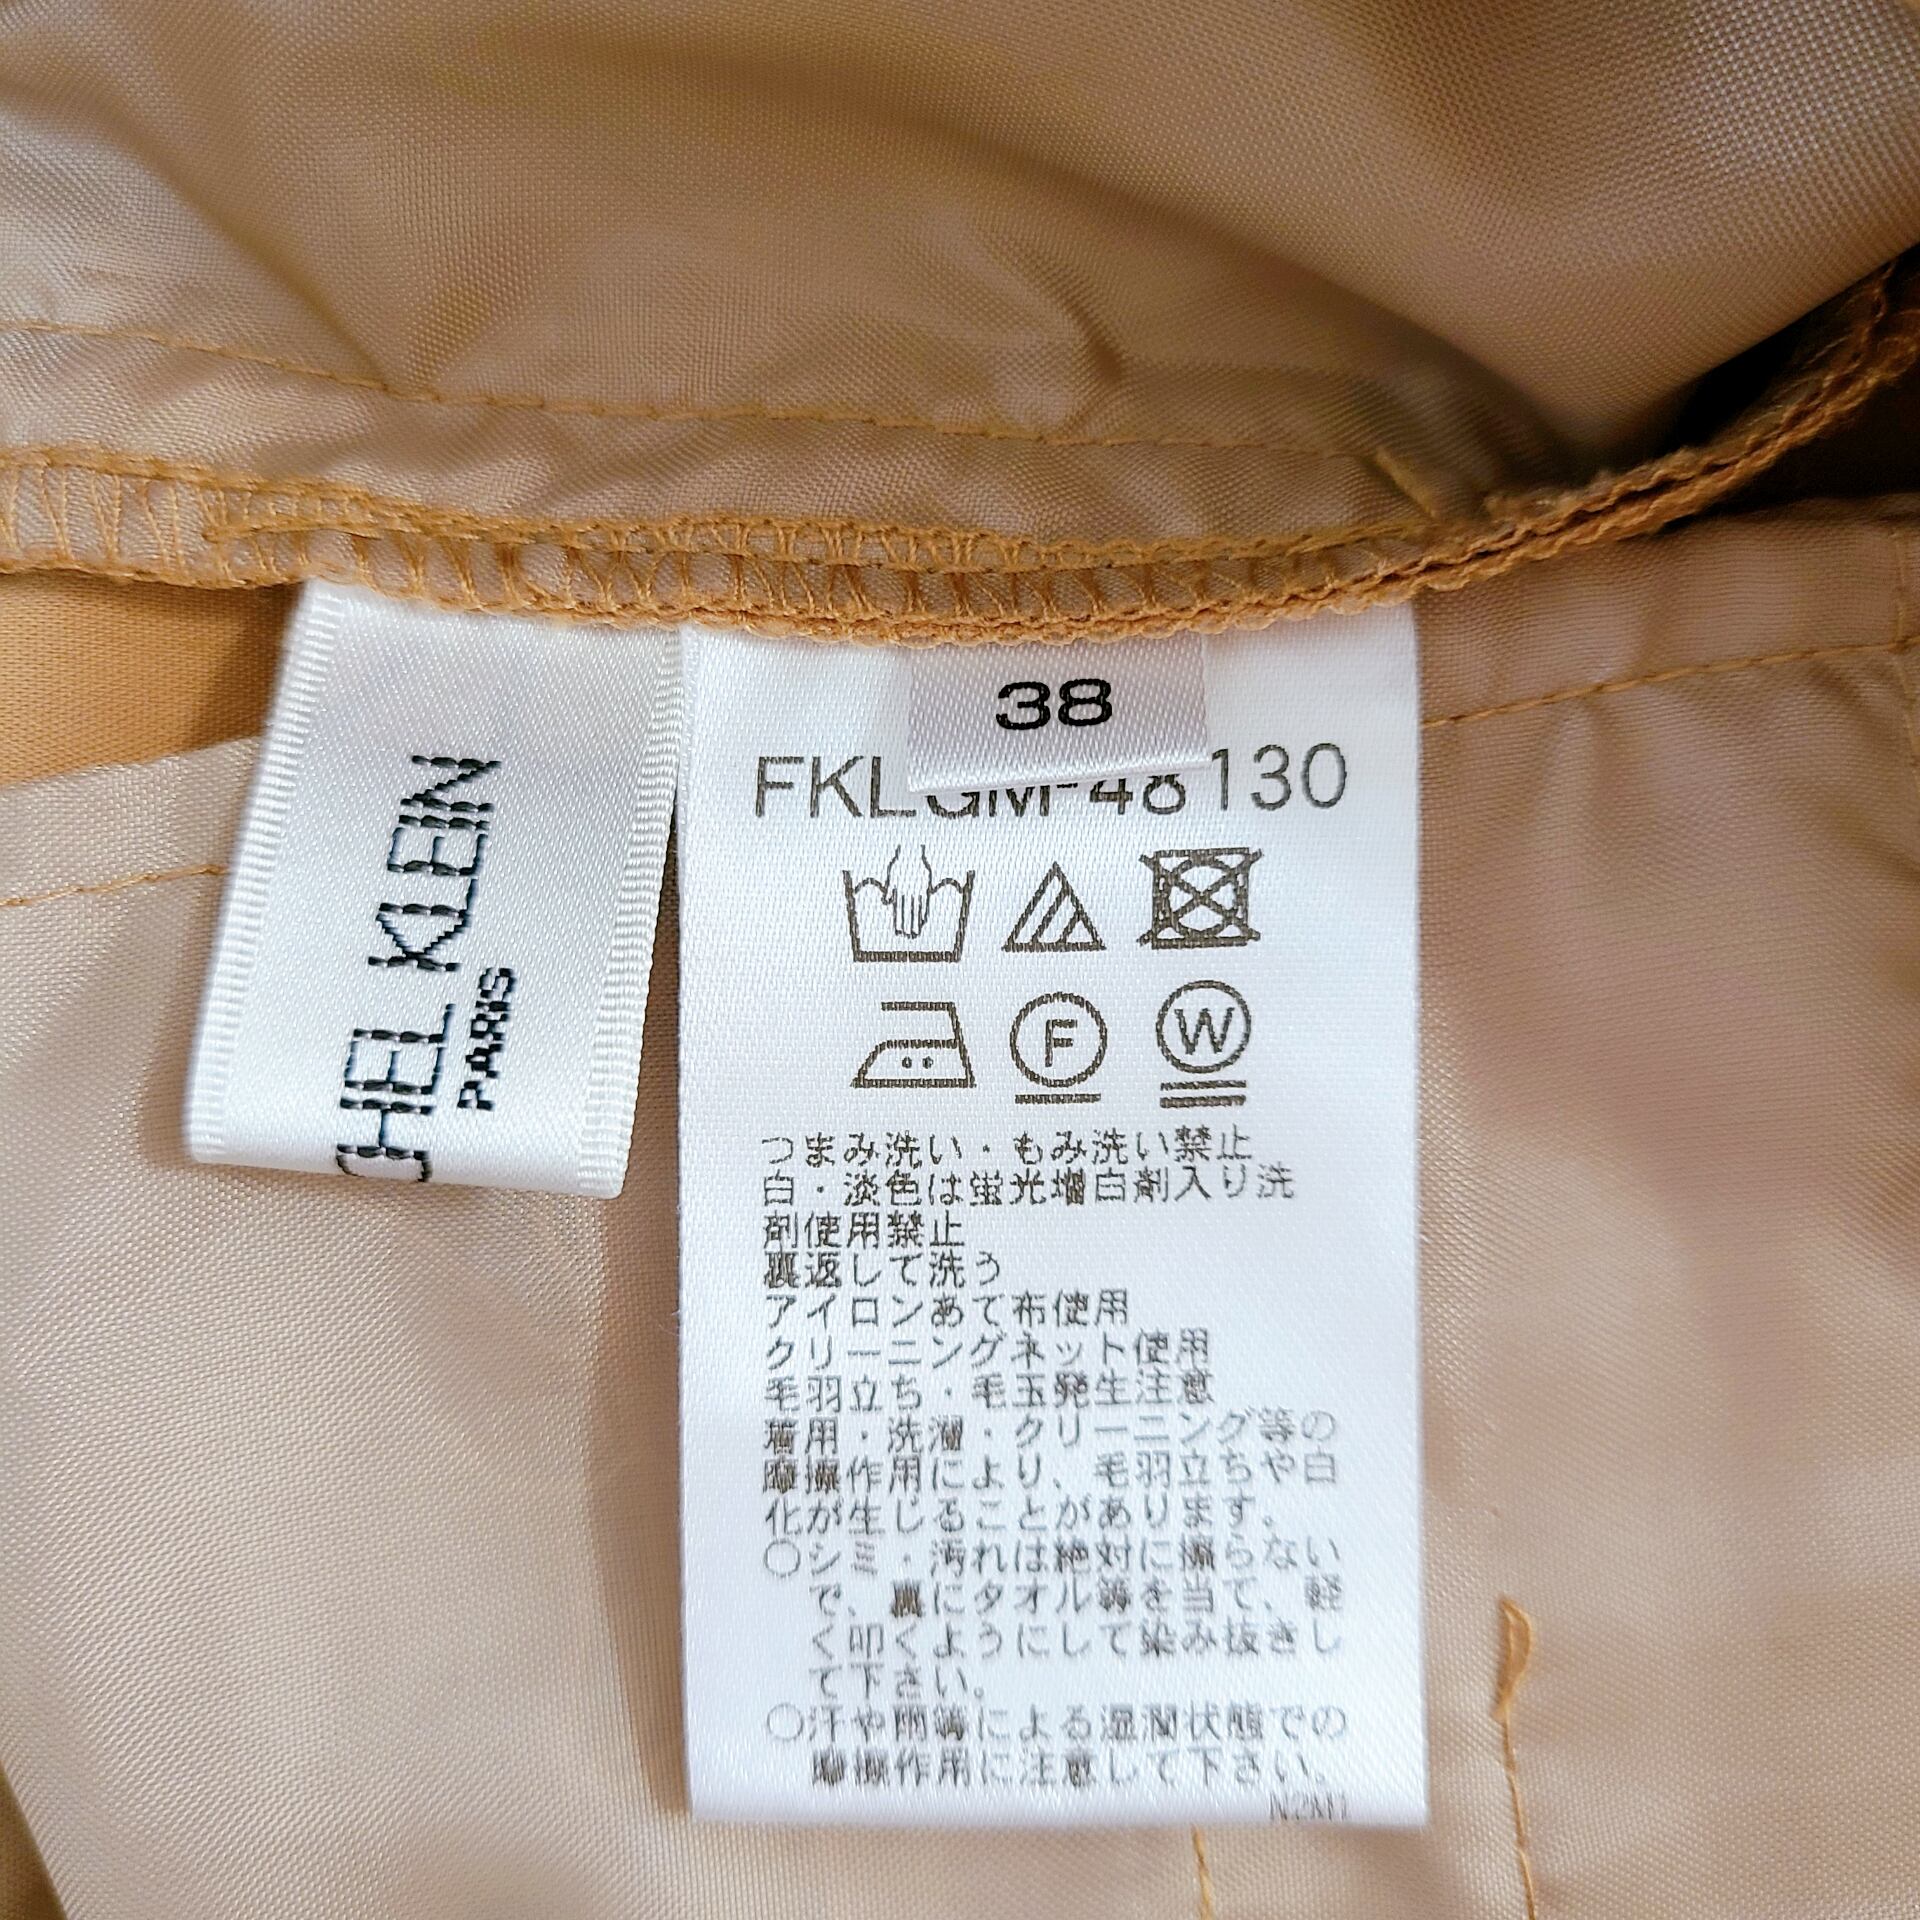 CHEL KLEIN
PARIS
38
FKLGM-48130
F
W
つまみ洗い・もみ洗い禁止
白・淡色は蛍光増白剤入り洗
剤使用禁止
裏返して洗う
アイロンあて布使用
クリーニングネット使用
毛羽立ち・毛玉発生注意
着用・洗濯・クリーニング等の
摩擦作用により、毛羽立ちや白
化が生じることがあります。
○シミ・汚れは絶対に擦らない
で、裏にタオル等を当て、軽
く叩くようにして染み抜きし
て下さい。
○汗や雨等による湿潤状態での
摩擦作用に注意して下さい。